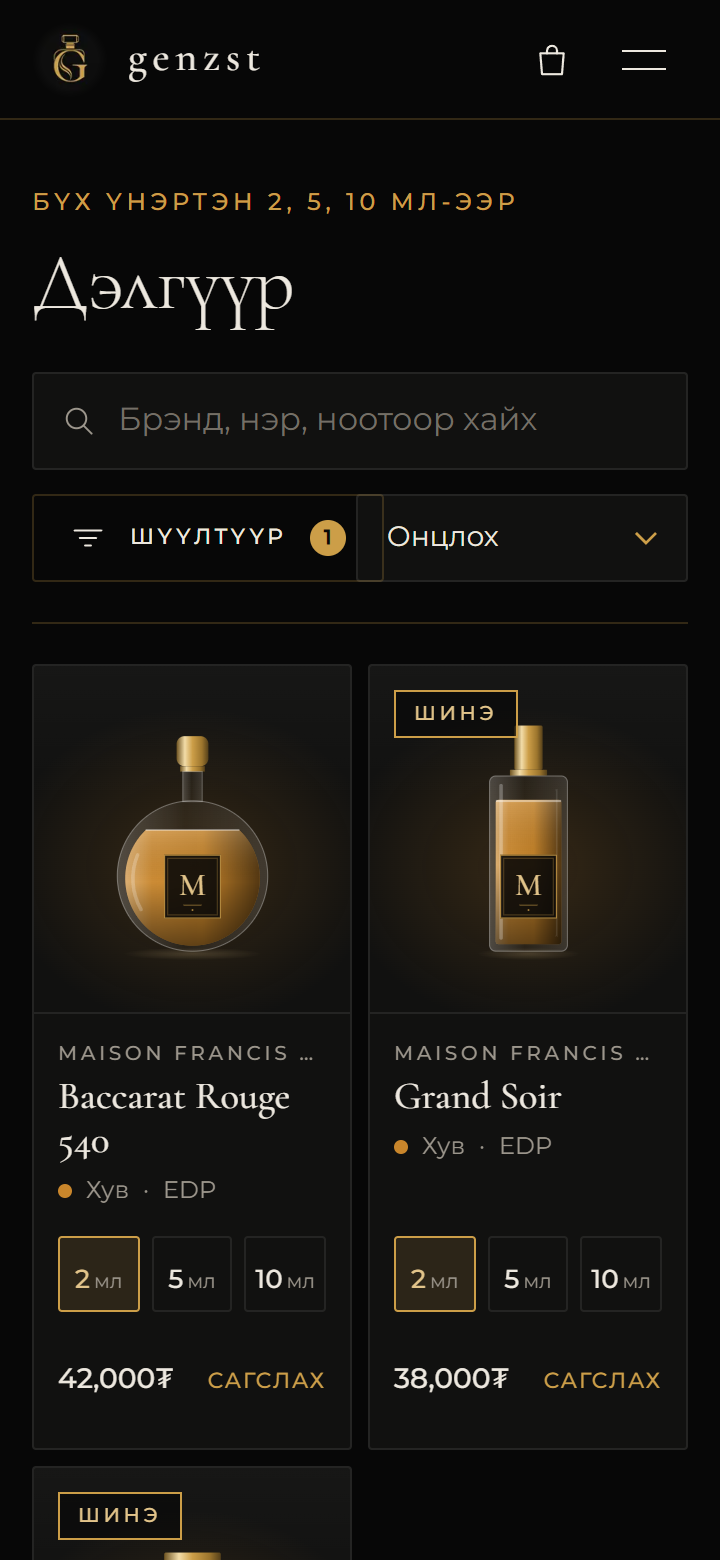 genzst
БҮХ ҮНЭРТЭН 2, 5, 10 МЛ-ЭЭР
Дэлгүүр
Брэнд, нэр, ноотоор хайх
ШҮҮЛТҮҮР 1
Онцлох
M
MAISON FRANCIS ...
Baccarat Rouge
540
Хув · EDP
2 мл 5 мл 10 мл
42,000₮ САГСЛАХ
ШИНЭ
M
MAISON FRANCIS ...
Grand Soir
Хув · EDP
2 мл 5 мл 10 мл
38,000₮ САГСЛАХ
ШИНЭ